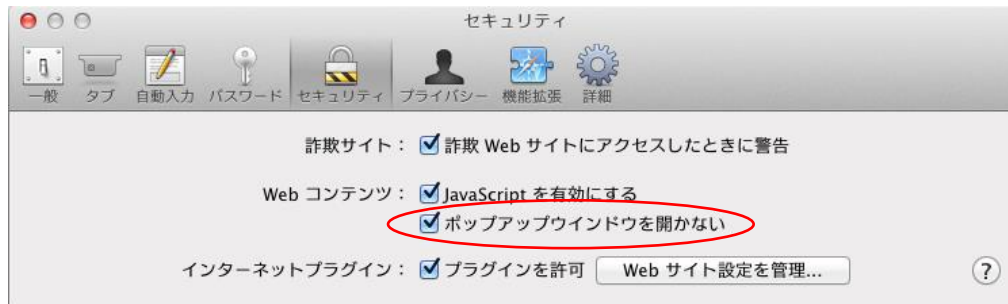 セキュリティ
一般 タブ 自動入力 パスワード セキュリティ プライバシー 機能拡張 詳細
詐欺サイト： 詐欺 Web サイトにアクセスしたときに警告
Web コンテンツ： JavaScript を有効にする
ポップアップウインドウを開かない
インターネットプラグイン： プラグインを許可 Web サイト設定を管理... ?